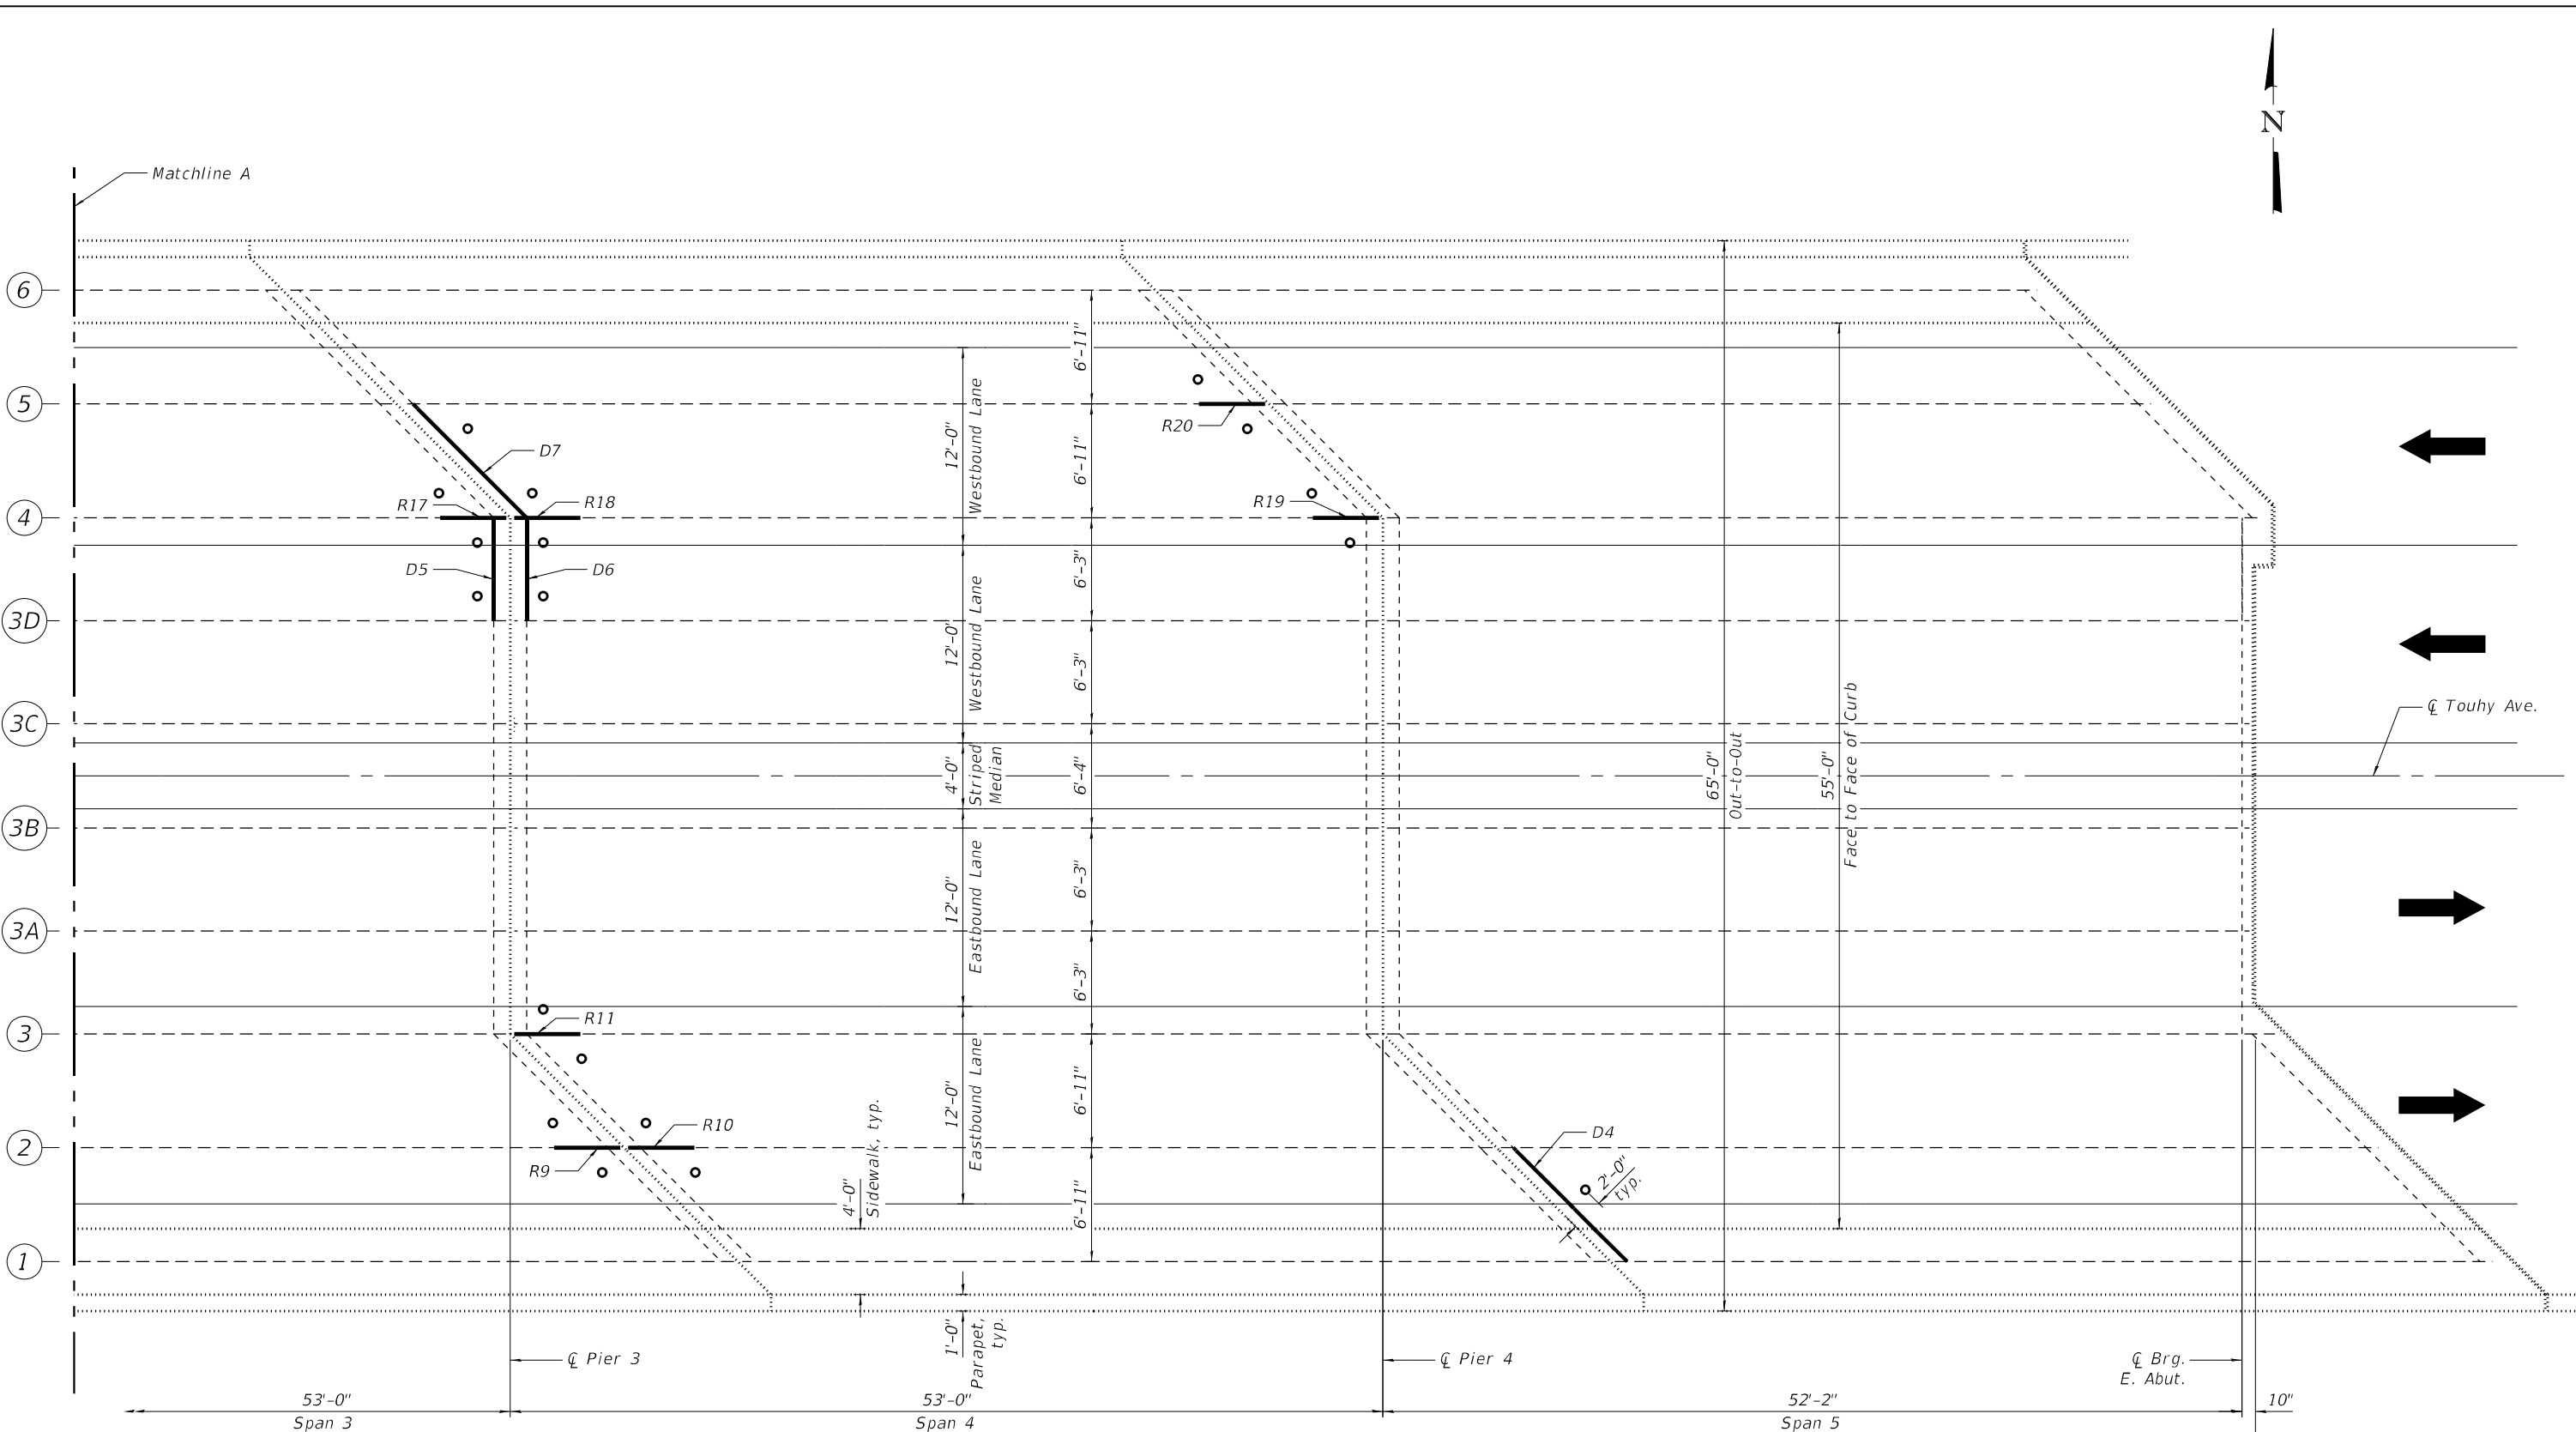 N
Matchline A
6
5
4
3D
3C
3B
3A
3
2
1
D7
R17
R18
D5
D6
R20
R19
R11
R10
R9
D4
2'-0"
typ.
12'-0"
Westbound Lane
12'-0"
Westbound Lane
4'-0"
Striped
Median
12'-0"
Eastbound Lane
12'-0"
Eastbound Lane
4'-0"
Sidewalk, typ.
1'-0"
Parapet,
typ.
6'-11"
6'-11"
6'-3"
6'-3"
6'-4"
6'-3"
6'-3"
6'-11"
6'-11"
65'-0"
Out-to-Out
55'-0"
Face to Face of Curb
℄ Touhy Ave.
℄ Pier 3
℄ Pier 4
℄ Brg.
E. Abut.
53'-0"
Span 3
53'-0"
Span 4
52'-2"
Span 5
10"